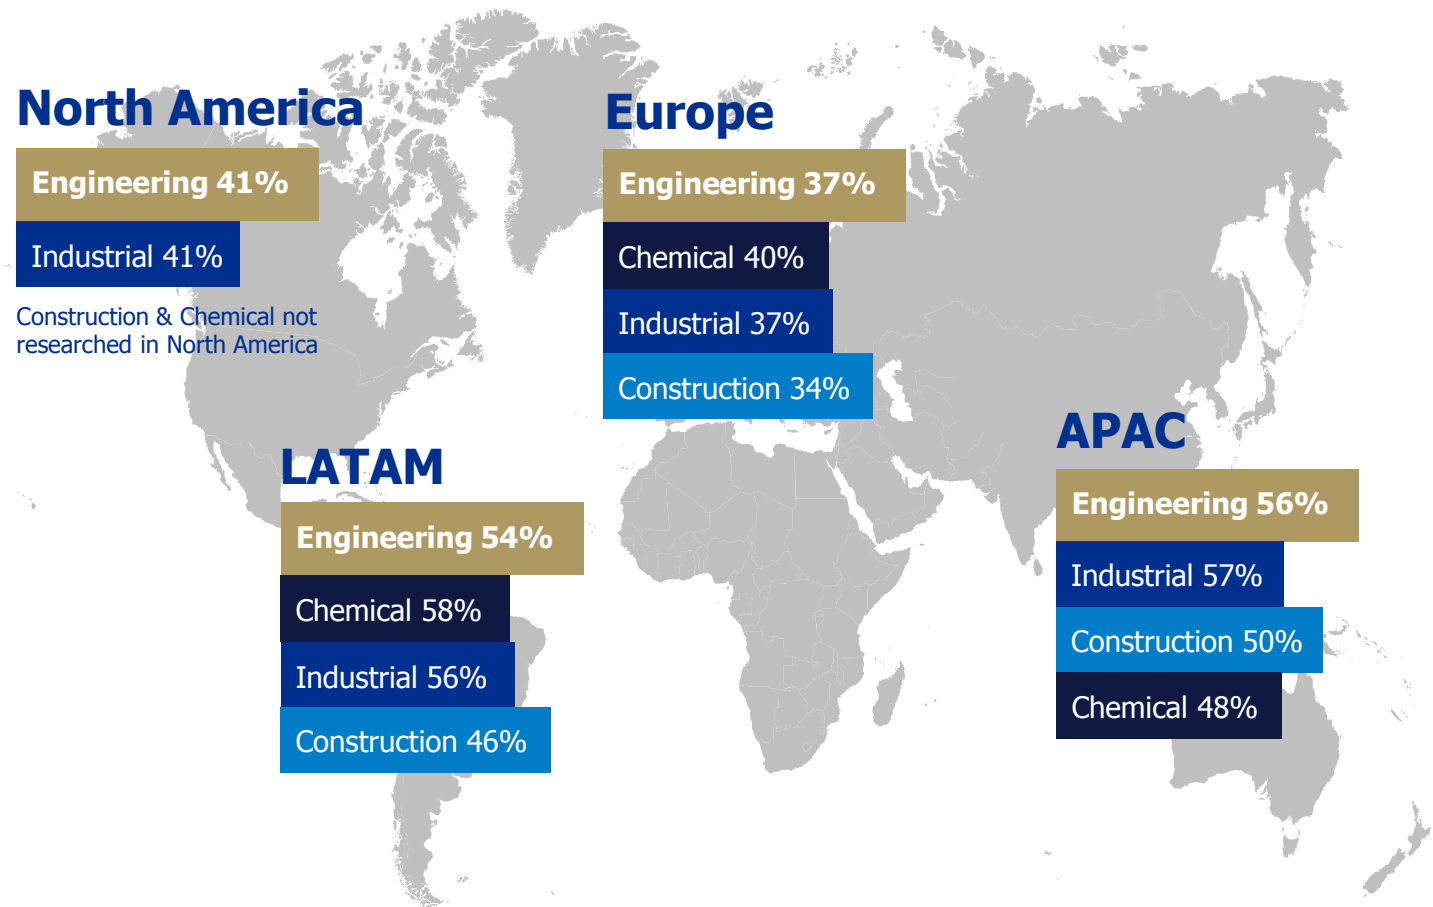 North America
Engineering 41%
Industrial 41%
Construction & Chemical not
researched in North America
Europe
Engineering 37%
Chemical 40%
Industrial 37%
Construction 34%
LATAM
Engineering 54%
Chemical 58%
Industrial 56%
Construction 46%
APAC
Engineering 56%
Industrial 57%
Construction 50%
Chemical 48%